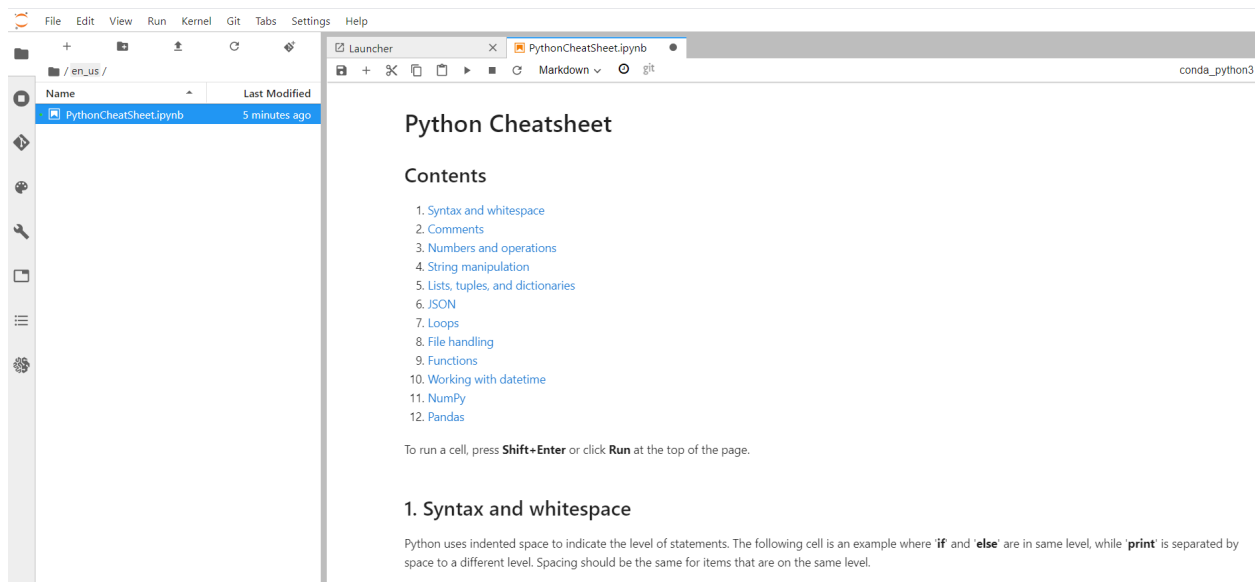 File Edit View Run Kernel Git Tabs Settings Help
/ en_us /
Name Last Modified
PythonCheatSheet.ipynb 5 minutes ago
Launcher PythonCheatSheet.ipynb
Markdown git conda_python3
Python Cheatsheet
Contents
1. Syntax and whitespace
2. Comments
3. Numbers and operations
4. String manipulation
5. Lists, tuples, and dictionaries
6. JSON
7. Loops
8. File handling
9. Functions
10. Working with datetime
11. NumPy
12. Pandas
To run a cell, press Shift+Enter or click Run at the top of the page.
1. Syntax and whitespace
Python uses indented space to indicate the level of statements. The following cell is an example where 'if' and 'else' are in same level, while 'print' is separated by
space to a different level. Spacing should be the same for items that are on the same level.